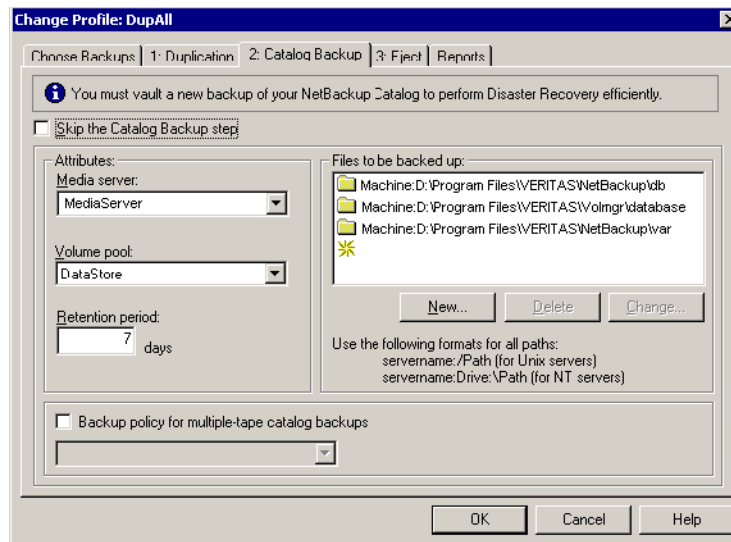 Change Profile: DupAll
Choose Backups 1: Duplication 2: Catalog Backup 3: Eject Reports
You must vault a new backup of your NetBackup Catalog to perform Disaster Recovery efficiently.
Skip the Catalog Backup step
Attributes:
Media server:
MediaServer
Volume pool:
DataStore
Retention period:
7 days
Files to be backed up:
Machine:D:\Program Files\VERITAS\NetBackup\db
Machine:D:\Program Files\VERITAS\Volmgr\database
Machine:D:\Program Files\VERITAS\NetBackup\var
New... Delete Change...
Use the following formats for all paths:
servername:/Path (for Unix servers)
servername:Drive:\Path (for NT servers)
Backup policy for multiple-tape catalog backups
OK Cancel Help